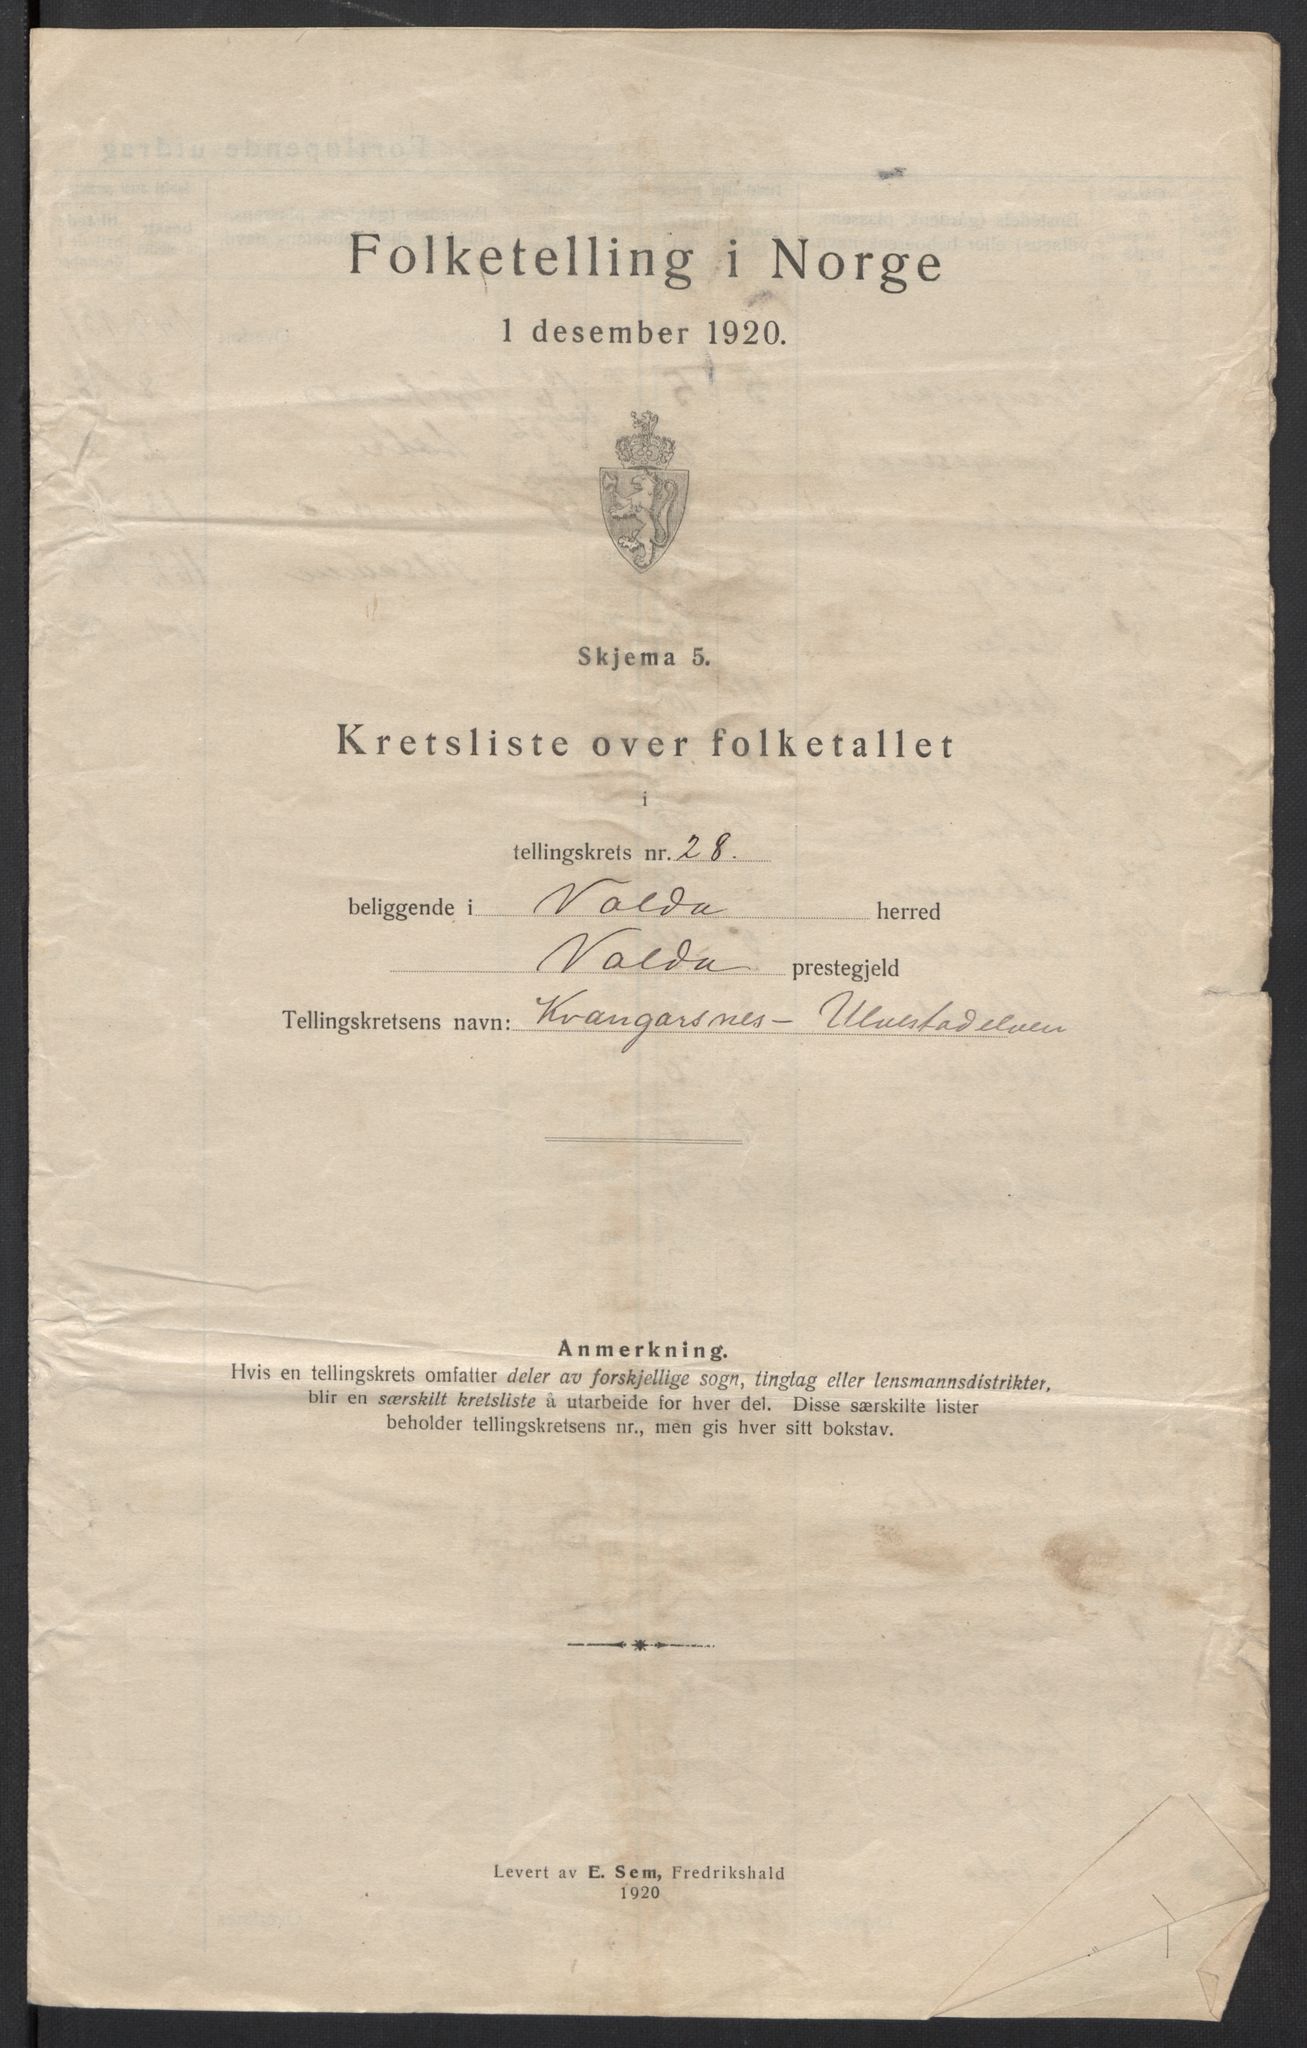 Folketelling i Norge
1 desember 1920.
Skjema 5.
Kretsliste over folketallet
i
tellingskrets nr. 28.
beliggende i Volda herred
Volda prestegjeld
Tellingskretsens navn: Kvangarsnes - Ulvestadelven
Anmerkning.
Hvis en tellingskrets omfatter deler av forskjellige sogn, tinglag eller lensmannsdistrikter,
blir en særskilt kretsliste å utarbeide for hver del. Disse særskilte lister
beholder tellingskretsens nr., men gis hver sitt bokstav.
Levert av E. Sem, Fredrikshald
1920